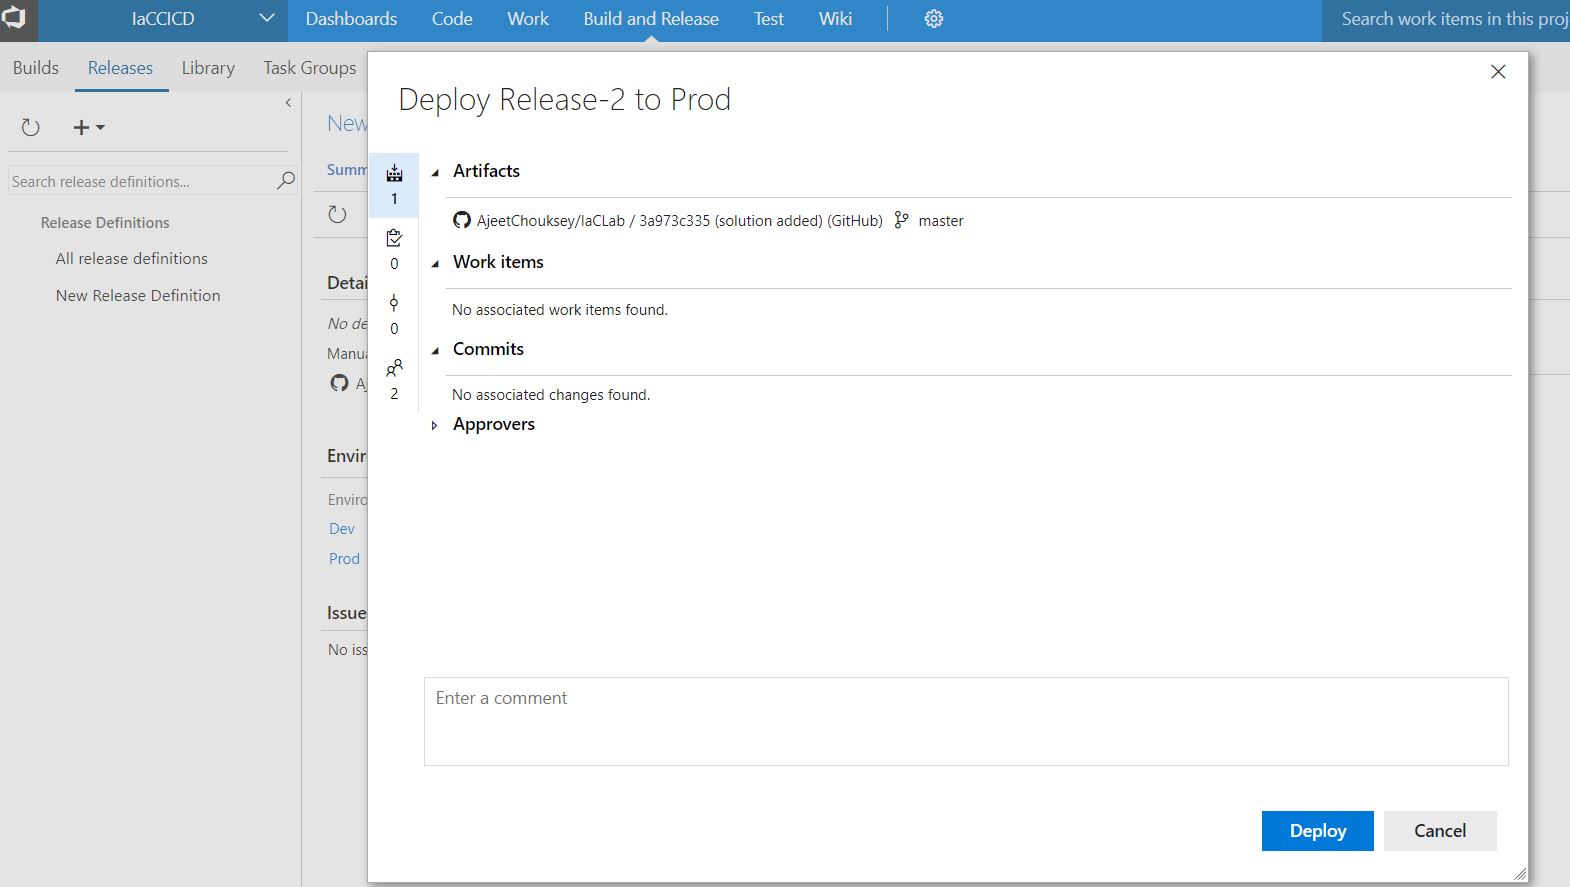 IaCCICD Dashboards Code Work Build and Release Test Wiki Search work items in this proj
Builds Releases Library Task Groups
Deploy Release-2 to Prod
New
Search release definitions...
Summ
Release Definitions
All release definitions
New Release Definition
Detai
No de
Manua
Aj
Envir
Enviro
Dev
Prod
Issue
No iss
1
0
0
2
Artifacts
AjeetChouksey/IaCLab / 3a973c335 (solution added) (GitHub) master
Work items
No associated work items found.
Commits
No associated changes found.
Approvers
Enter a comment
Deploy Cancel